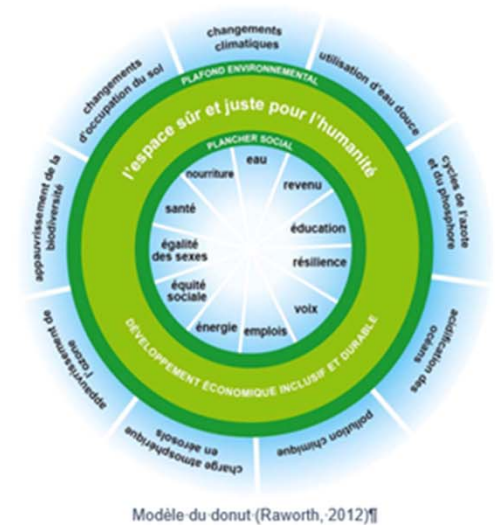 changements
climatiques
utilisation d'eau douce
cycles de l'azote
et du phosphore
acidification des
océans
pollution chimique
charge atmosphérique
en aérosols
appauvrissement de
l'ozone
appauvrissement de la
biodiversité
changements
d'occupation du sol
PLAFOND ENVIRONNEMENTAL
l'espace sûr et juste pour l'humanité
PLANCHER SOCIAL
eau
revenu
éducation
résilience
voix
emplois
énergie
équité
sociale
égalité
des sexes
santé
nourriture
DÉVELOPPEMENT ÉCONOMIQUE INCLUSIF ET DURABLE
Modèle·du·donut·(Raworth,·2012)¶